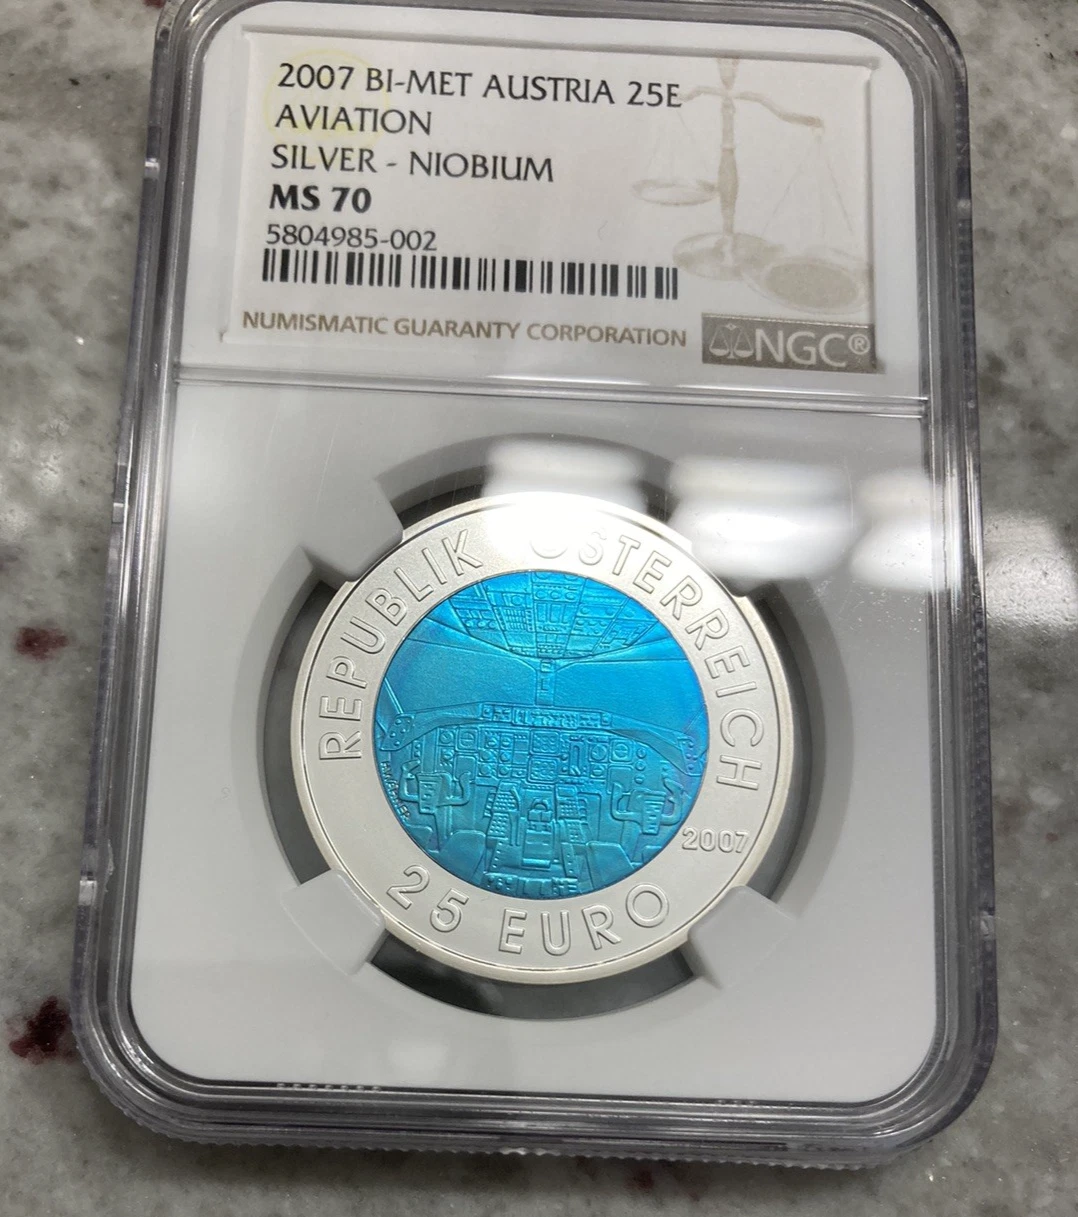 2007 BI-MET AUSTRIA 25E
AVIATION
SILVER - NIOBIUM
MS 70
5804985-002
NUMISMATIC GUARANTY CORPORATION
NGC®
REPUBLIK ÖSTERREICH
2007
25 EURO